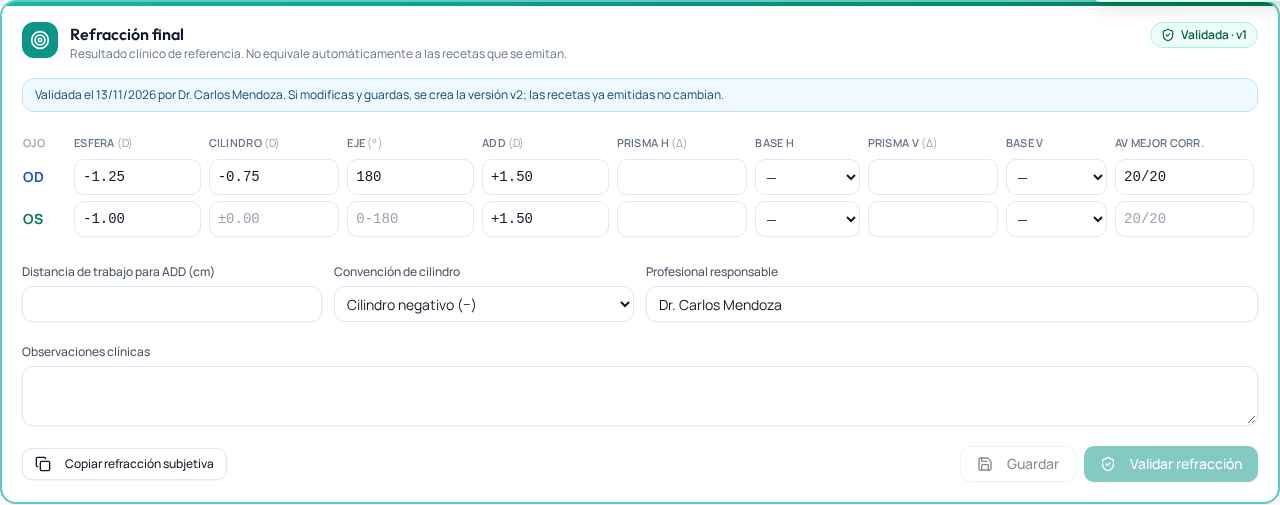 Refracción final
Validada · v1
Resultado clínico de referencia. No equivale automáticamente a las recetas que se emitan.
Validada el 13/11/2026 por Dr. Carlos Mendoza. Si modificas y guardas, se crea la versión v2; las recetas ya emitidas no cambian.
OJO ESFERA (D) CILINDRO (D) EJE (°) ADD (D) PRISMA H (Δ) BASE H PRISMA V (Δ) BASE V AV MEJOR CORR.
OD -1.25 -0.75 180 +1.50 — — 20/20
OS -1.00 ±0.00 0-180 +1.50 — — 20/20
Distancia de trabajo para ADD (cm) Convención de cilindro Profesional responsable
Cilindro negativo (−) Dr. Carlos Mendoza
Observaciones clínicas
Copiar refracción subjetiva Guardar Validar refracción